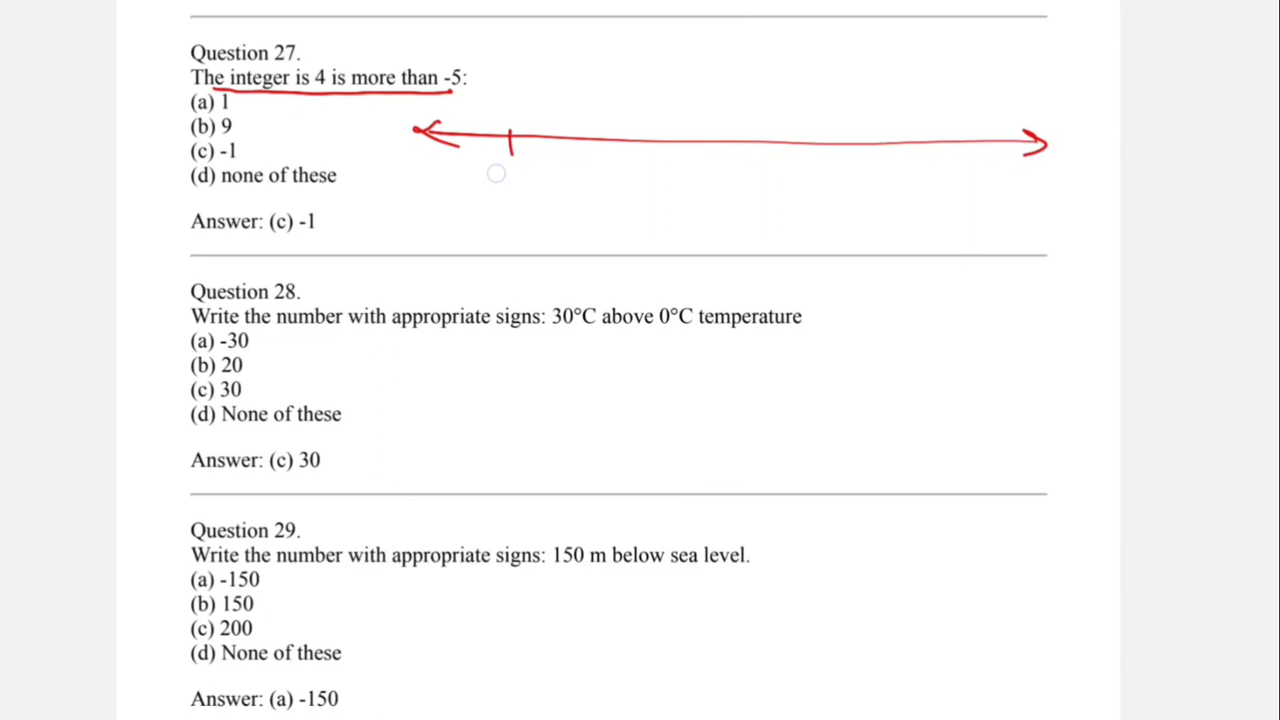 Question 27.
The integer is 4 is more than -5:
(a) 1
(b) 9
(c) -1
(d) none of these
Answer: (c) -1
Question 28.
Write the number with appropriate signs: 30°C above 0°C temperature
(a) -30
(b) 20
(c) 30
(d) None of these
Answer: (c) 30
Question 29.
Write the number with appropriate signs: 150 m below sea level.
(a) -150
(b) 150
(c) 200
(d) None of these
Answer: (a) -150